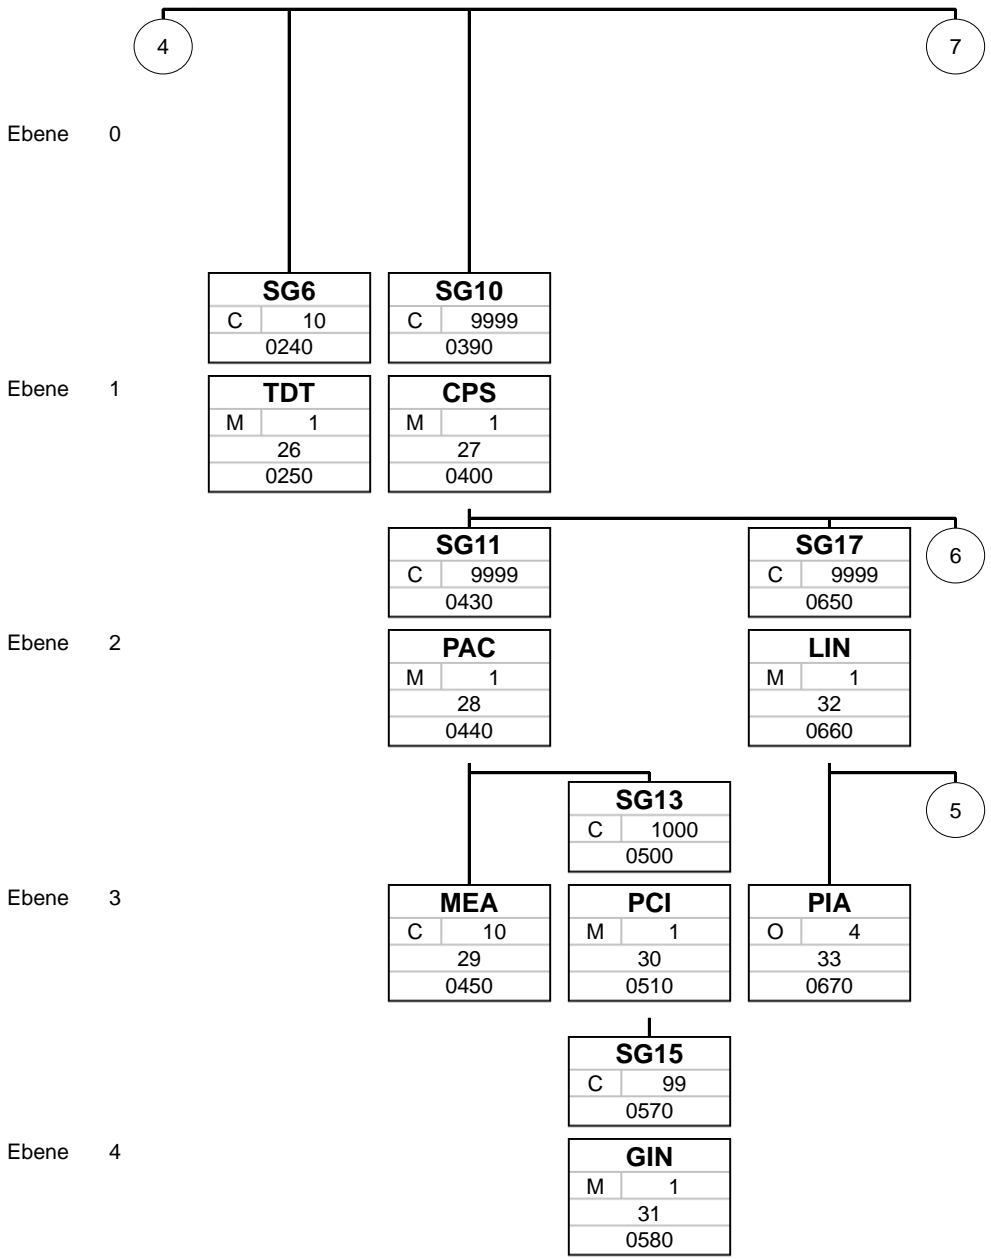 4 7
Ebene 0
SG6 SG10
C 10 C 9999
0240 0390
Ebene 1 TDT CPS
M 1 M 1
26 27
0250 0400
SG11 SG17 6
C 9999 C 9999
0430 0650
Ebene 2 PAC LIN
M 1 M 1
28 32
0440 0660
SG13 5
C 1000
0500
Ebene 3 MEA PCI PIA
C 10 M 1 O 4
29 30 33
0450 0510 0670
SG15
C 99
0570
Ebene 4 GIN
M 1
31
0580